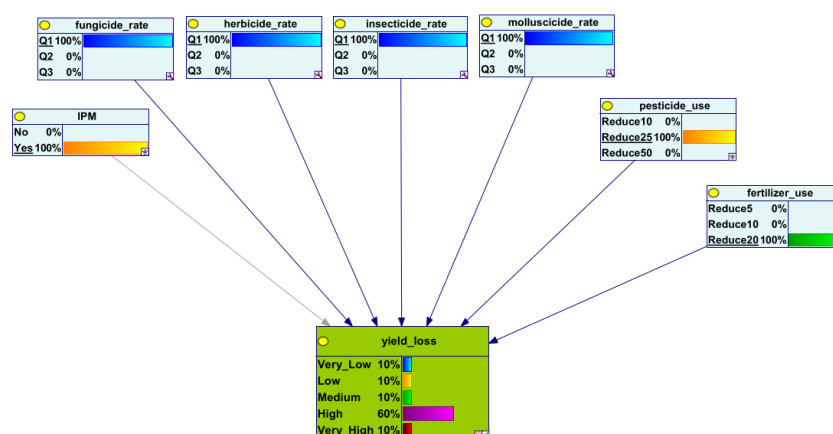 fungicide_rate
Q1 100%
Q2 0%
Q3 0%
herbicide_rate
Q1 100%
Q2 0%
Q3 0%
insecticide_rate
Q1 100%
Q2 0%
Q3 0%
molluscicide_rate
Q1 100%
Q2 0%
Q3 0%
IPM
No 0%
Yes 100%
pesticide_use
Reduce10 0%
Reduce25 100%
Reduce50 0%
fertilizer_use
Reduce5 0%
Reduce10 0%
Reduce20 100%
yield_loss
Very_Low 10%
Low 10%
Medium 10%
High 60%
Very_High 10%